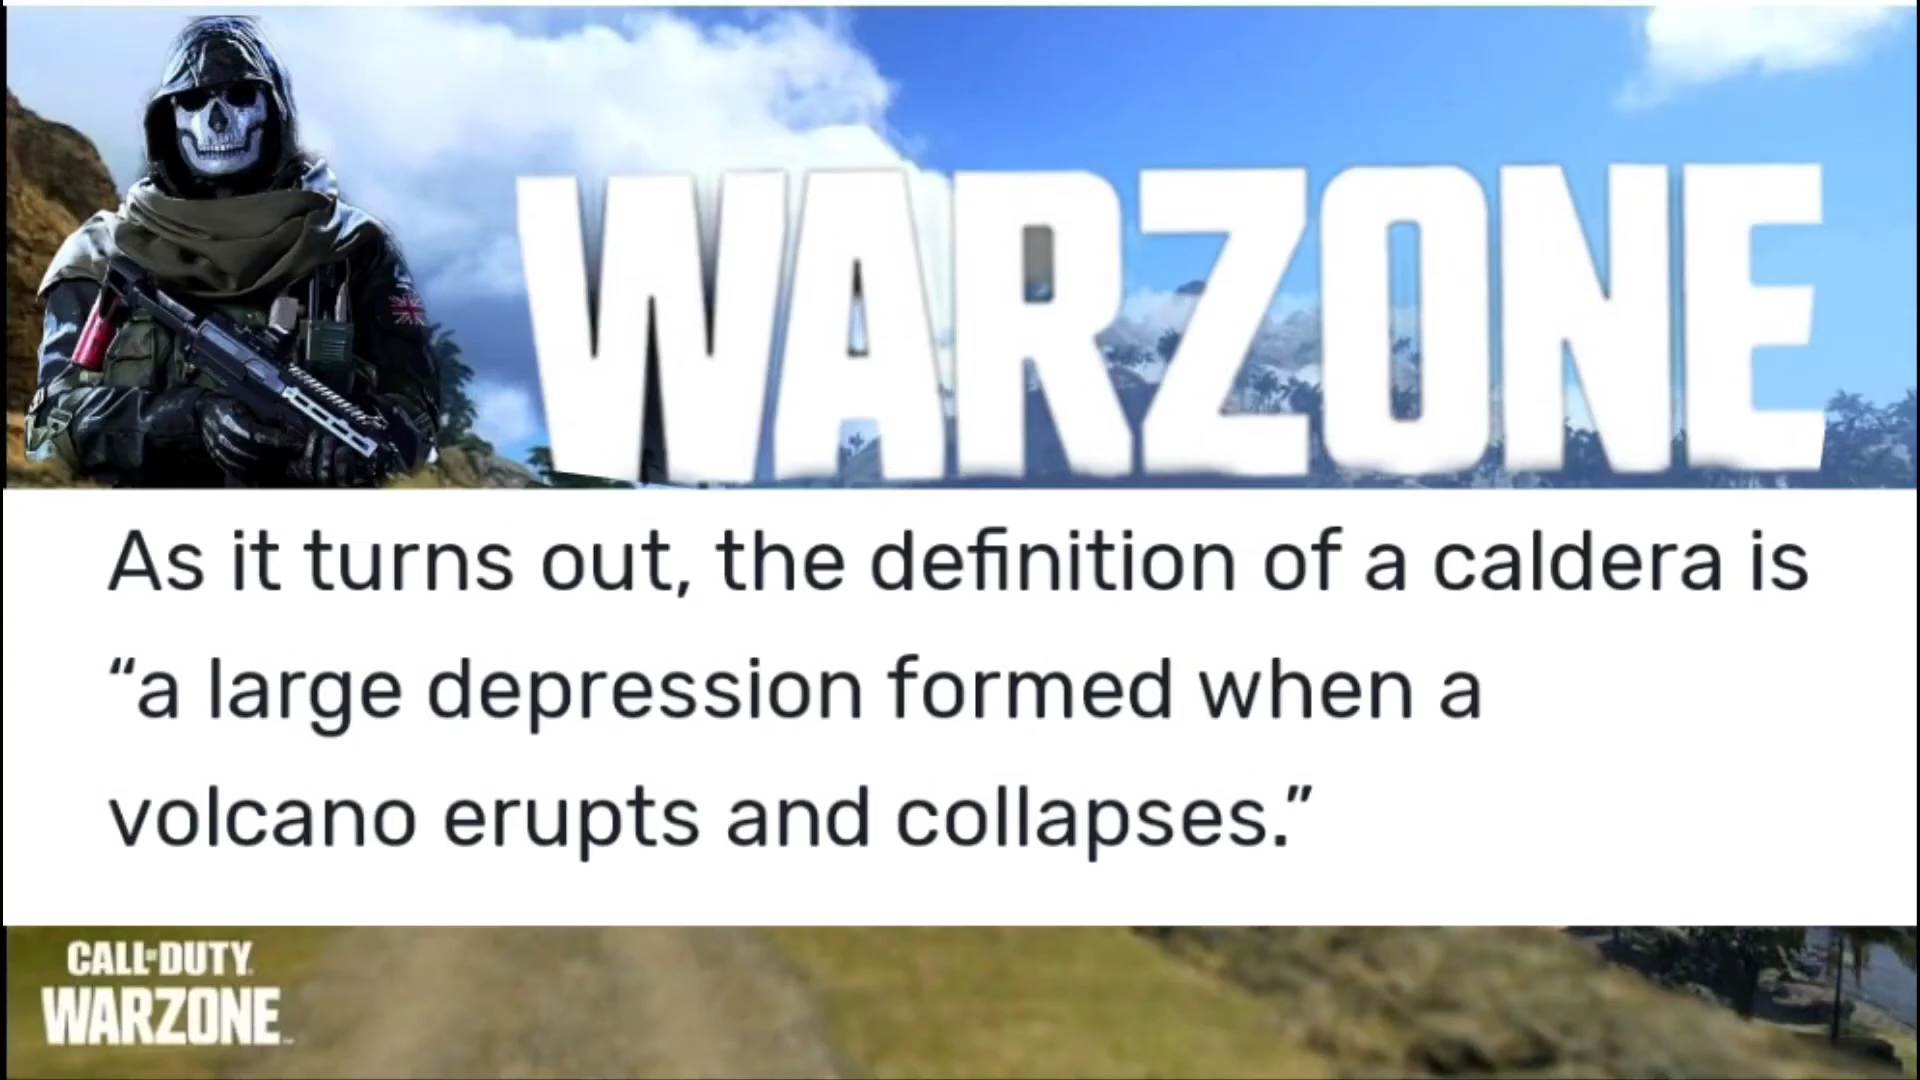 WARZONE
As it turns out, the definition of a caldera is
“a large depression formed when a
volcano erupts and collapses.”
CALL OF DUTY
WARZONE